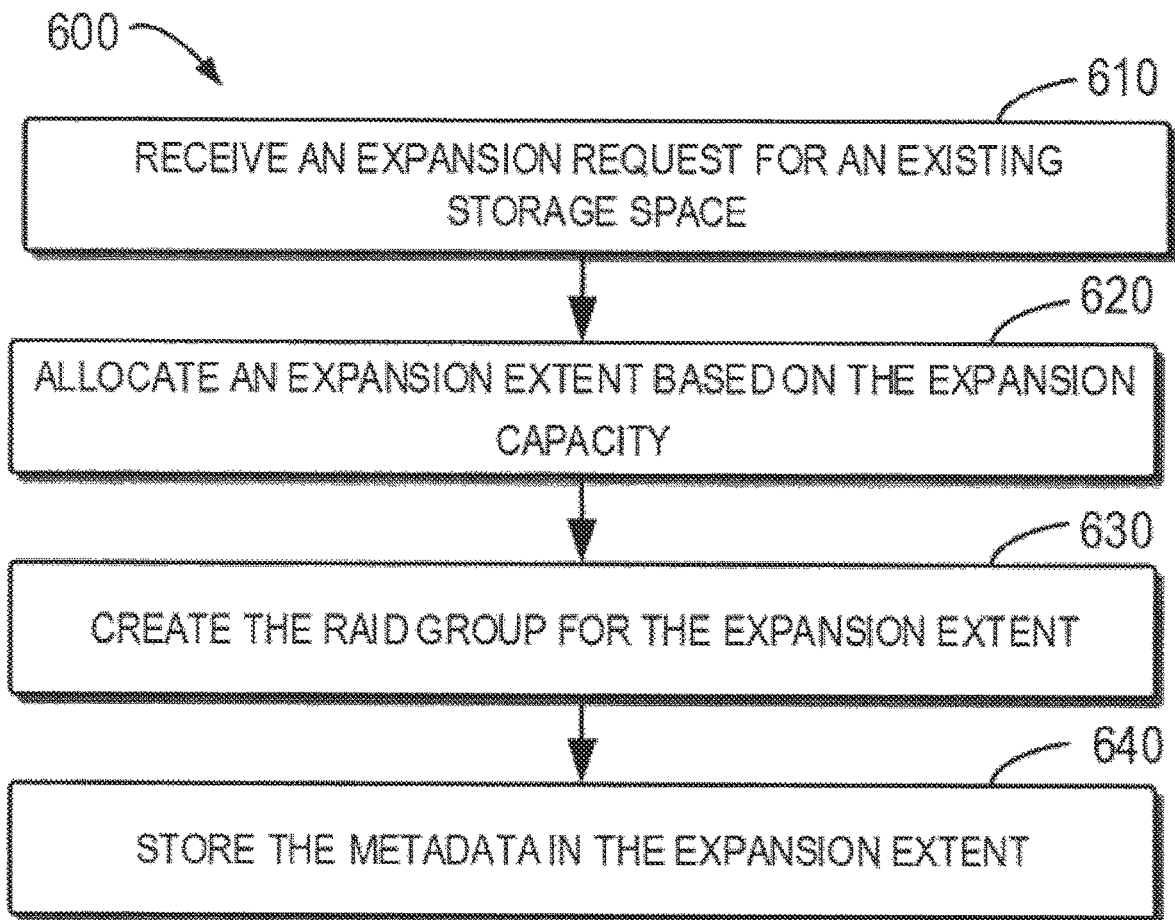 600
610
RECEIVE AN EXPANSION REQUEST FOR AN EXISTING
STORAGE SPACE
620
ALLOCATE AN EXPANSION EXTENT BASED ON THE EXPANSION
CAPACITY
630
CREATE THE RAID GROUP FOR THE EXPANSION EXTENT
640
STORE THE METADATA IN THE EXPANSION EXTENT